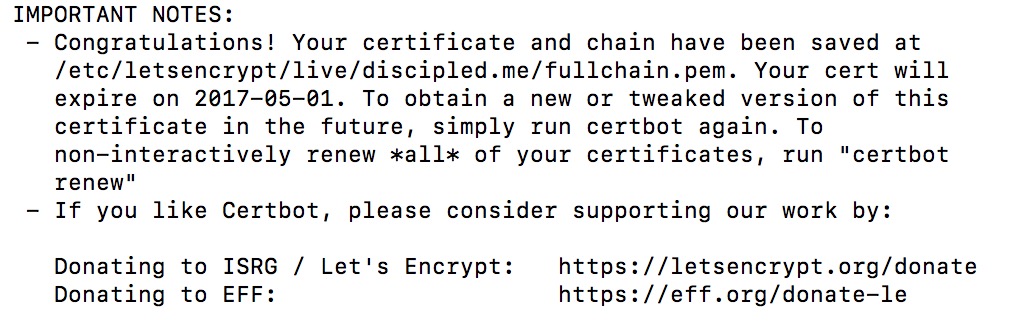 IMPORTANT NOTES:
– Congratulations! Your certificate and chain have been saved at
/etc/letsencrypt/live/discipled.me/fullchain.pem. Your cert will
expire on 2017-05-01. To obtain a new or tweaked version of this
certificate in the future, simply run certbot again. To
non-interactively renew *all* of your certificates, run "certbot
renew"
– If you like Certbot, please consider supporting our work by:
Donating to ISRG / Let's Encrypt: https://letsencrypt.org/donate
Donating to EFF: https://eff.org/donate-le